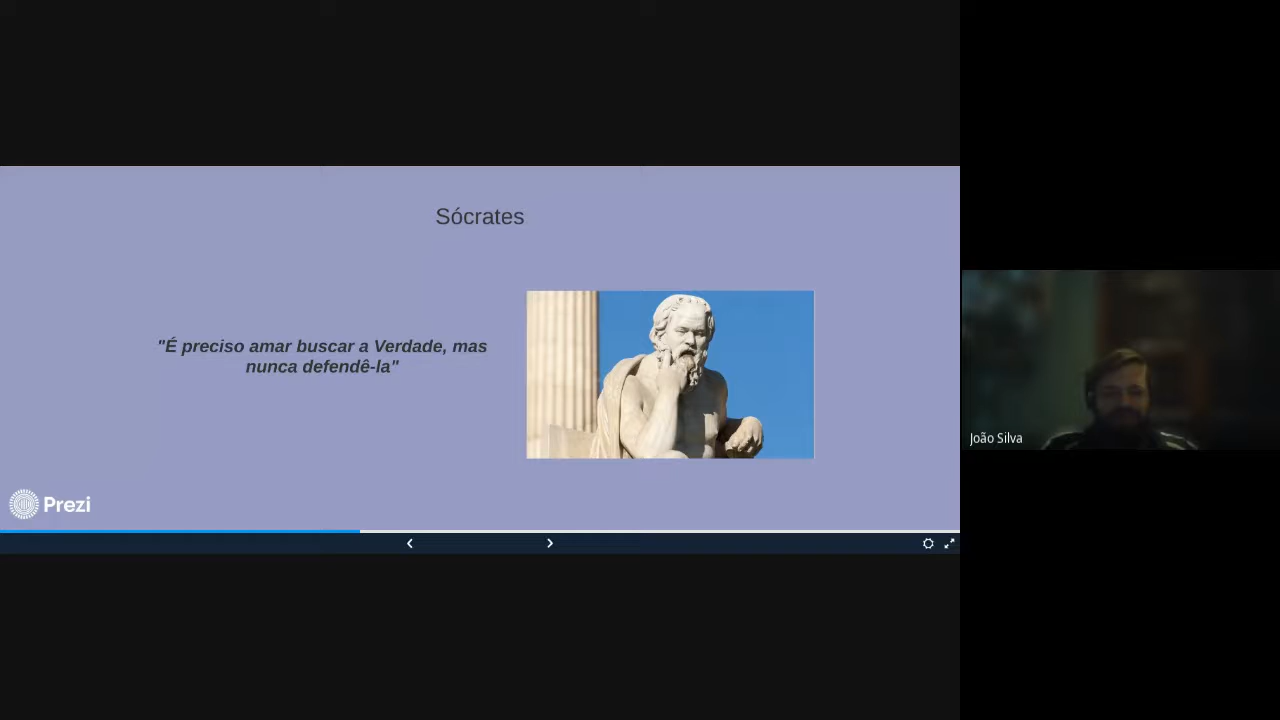 Sócrates
"É preciso amar buscar a Verdade, mas
nunca defendê-la"
Prezi
João Silva